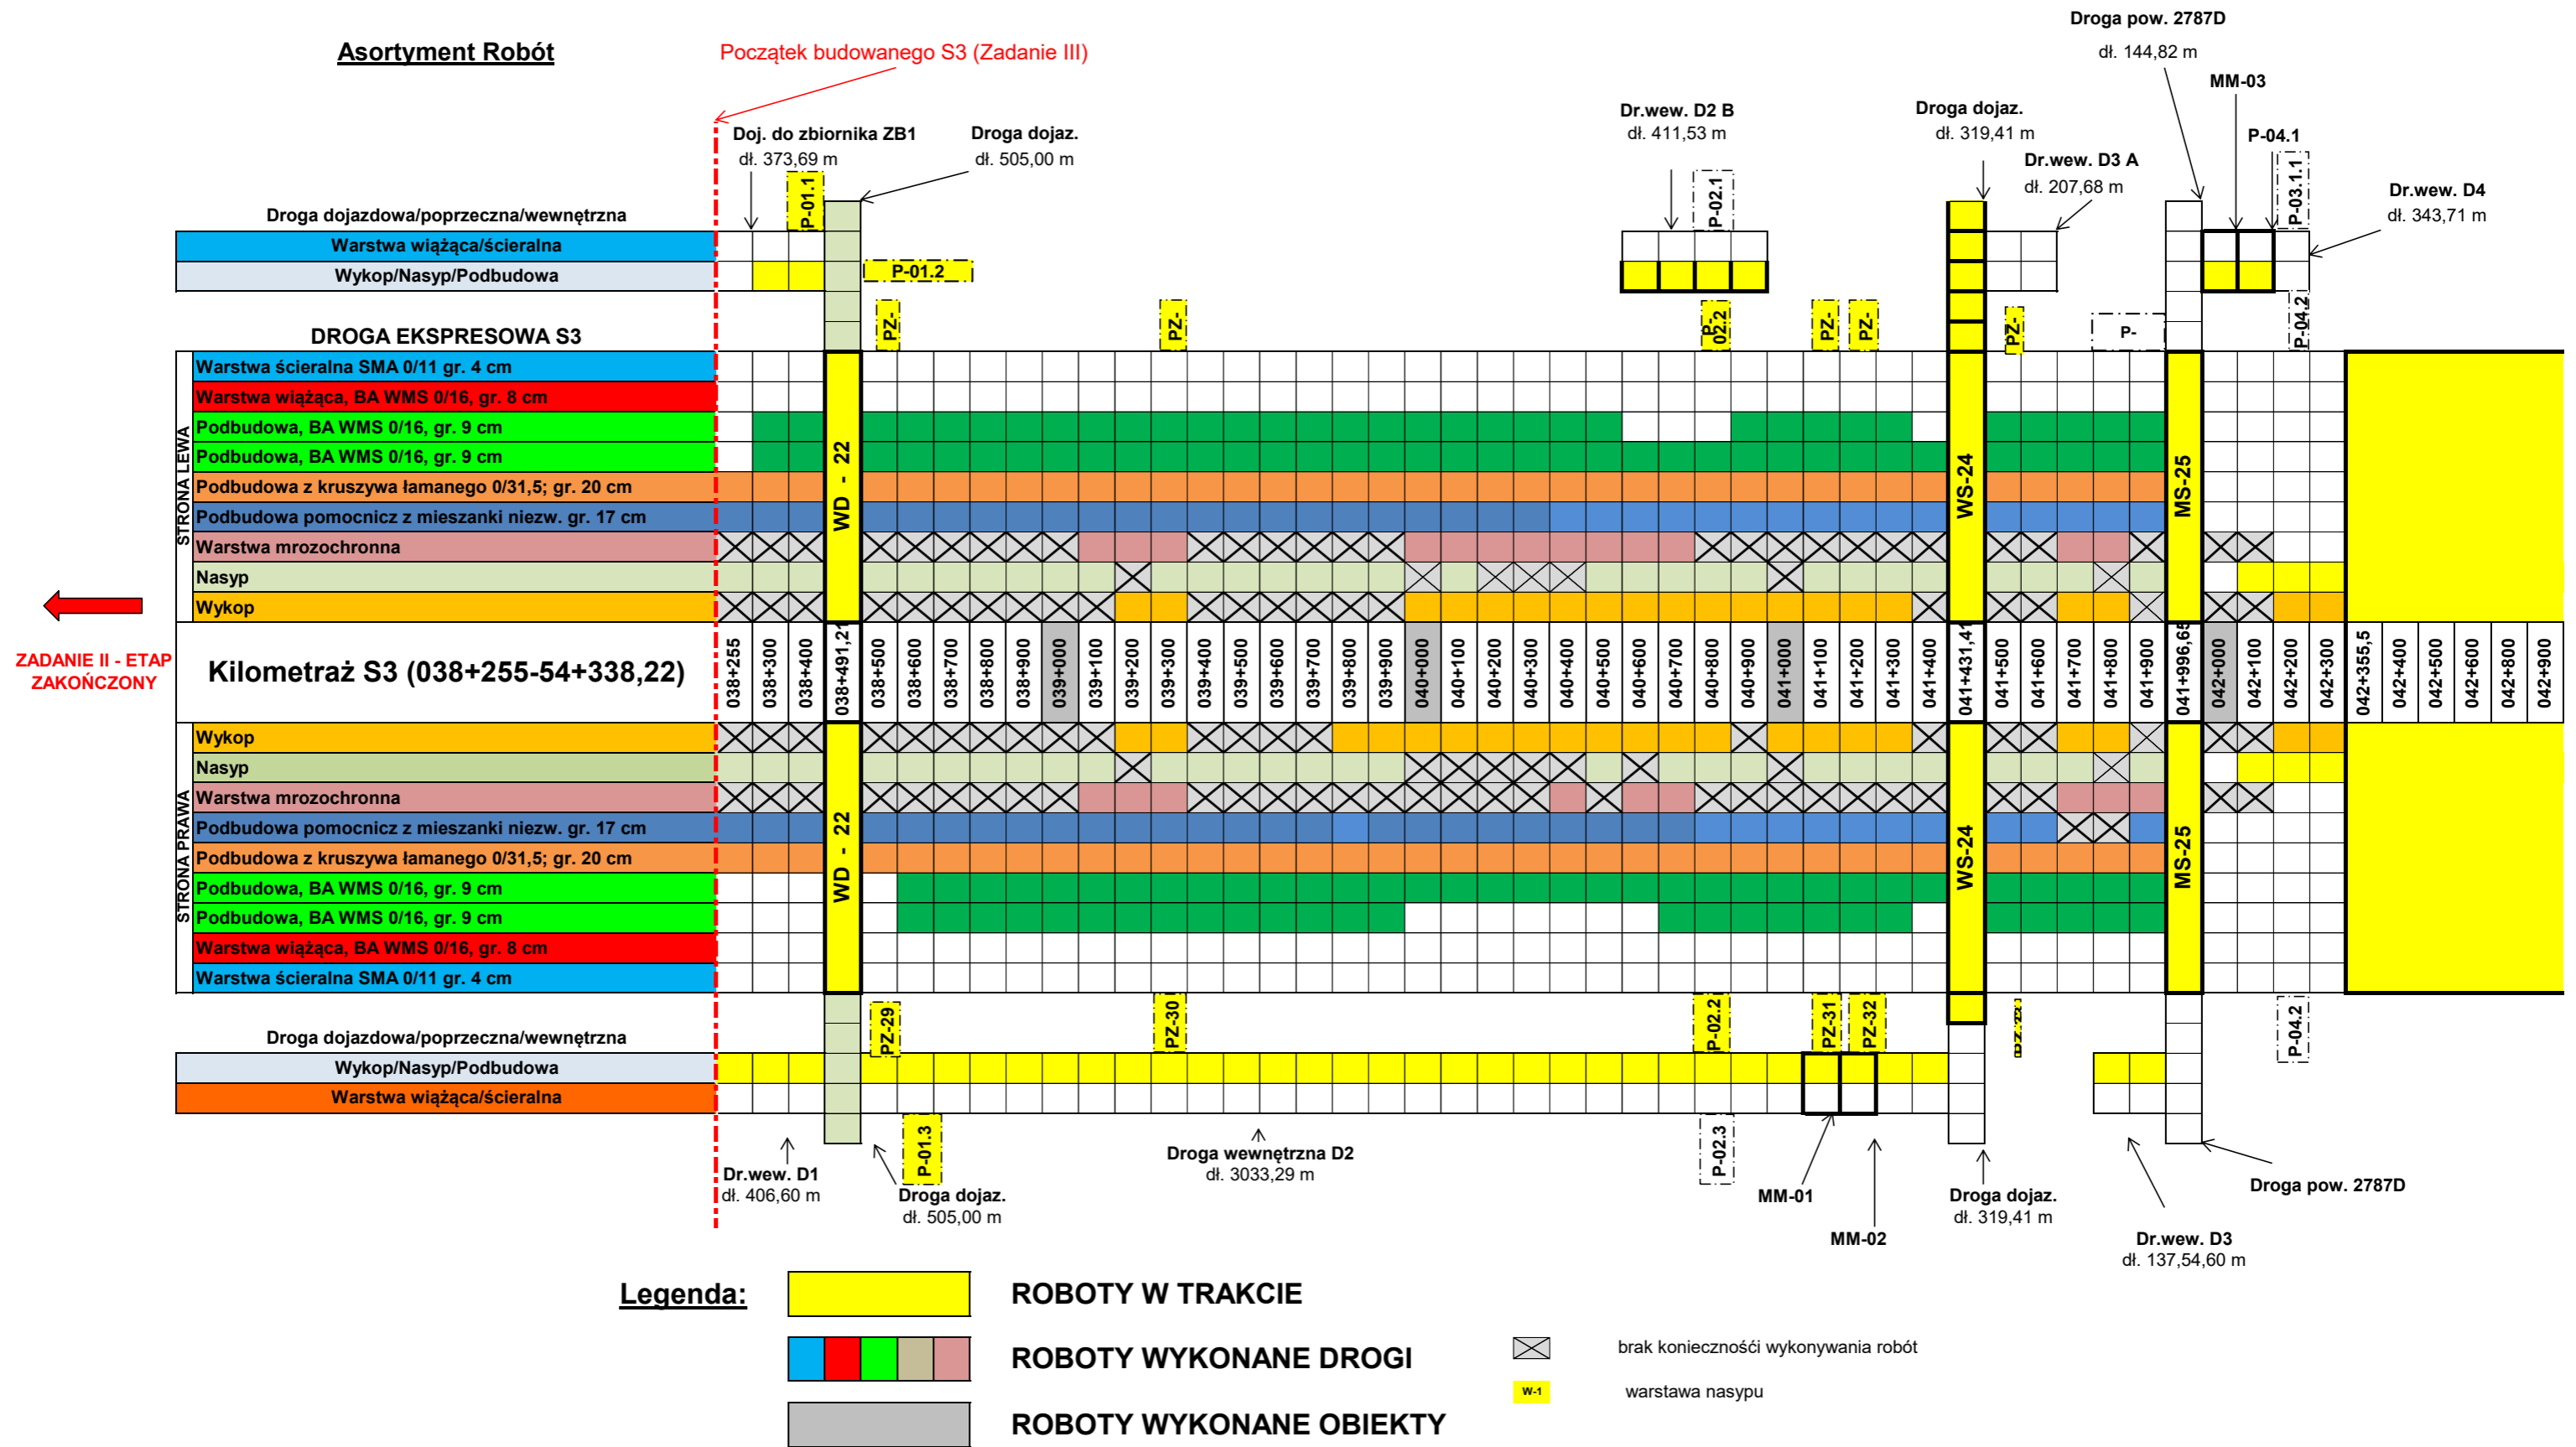 Asortyment Robót
Początek budowanego S3 (Zadanie III)
Droga pow. 2787D
dł. 144,82 m
MM-03
Dr.wew. D2 B
dł. 411,53 m
Droga dojaz.
dł. 319,41 m
P-04.1
Doj. do zbiornika ZB1
dł. 373,69 m
Droga dojaz.
dł. 505,00 m
Dr.wew. D3 A
dł. 207,68 m
Dr.wew. D4
dł. 343,71 m
P-01.1
P-02.1
P-03.1.1
Droga dojazdowa/poprzeczna/wewnętrzna
Warstwa wiążąca/ścieralna
Wykop/Nasyp/Podbudowa
P-01.2
DROGA EKSPRESOWA S3
PZ-
PZ-
P-02.2
PZ-
PZ-
PZ-
P-
P-04.2
STRONA LEWA
Warstwa ścieralna SMA 0/11 gr. 4 cm
Warstwa wiążąca, BA WMS 0/16, gr. 8 cm
Podbudowa, BA WMS 0/16, gr. 9 cm
Podbudowa, BA WMS 0/16, gr. 9 cm
Podbudowa z kruszywa łamanego 0/31,5; gr. 20 cm
Podbudowa pomocnicz z mieszanki niezw. gr. 17 cm
Warstwa mrozochronna
Nasyp
Wykop
WD - 22
WS-24
MS-25
ZADANIE II - ETAP
ZAKOŃCZONY
Kilometraż S3 (038+255-54+338,22)
038+255
038+300
038+400
038+491,21
038+500
038+600
038+700
038+800
038+900
039+000
039+100
039+200
039+300
039+400
039+500
039+600
039+700
039+800
039+900
040+000
040+100
040+200
040+300
040+400
040+500
040+600
040+700
040+800
040+900
041+000
041+100
041+200
041+300
041+400
041+431,41
041+500
041+600
041+700
041+800
041+900
041+996,65
042+000
042+100
042+200
042+300
042+355,5
042+400
042+500
042+600
042+800
042+900
STRONA PRAWA
Wykop
Nasyp
Warstwa mrozochronna
Podbudowa pomocnicz z mieszanki niezw. gr. 17 cm
Podbudowa z kruszywa łamanego 0/31,5; gr. 20 cm
Podbudowa, BA WMS 0/16, gr. 9 cm
Podbudowa, BA WMS 0/16, gr. 9 cm
Warstwa wiążąca, BA WMS 0/16, gr. 8 cm
Warstwa ścieralna SMA 0/11 gr. 4 cm
WD - 22
WS-24
MS-25
PZ-29
PZ-30
P-02.2
PZ-31
PZ-32
P-04.2
Droga dojazdowa/poprzeczna/wewnętrzna
Wykop/Nasyp/Podbudowa
Warstwa wiążąca/ścieralna
P-01.3
P-02.3
Dr.wew. D1
dł. 406,60 m
Droga dojaz.
dł. 505,00 m
Droga wewnętrzna D2
dł. 3033,29 m
MM-01
MM-02
Droga dojaz.
dł. 319,41 m
Droga pow. 2787D
Dr.wew. D3
dł. 137,54,60 m
Legenda:
ROBOTY W TRAKCIE
ROBOTY WYKONANE DROGI
ROBOTY WYKONANE OBIEKTY
brak koniecznośći wykonywania robót
W-1
warstawa nasypu